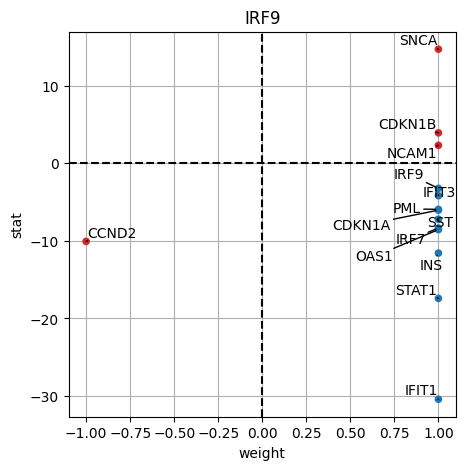 IRF9
SNCA
10
CDKN1B
NCAM1
0
IRF9
IFIT3
PML
CDKN1A
SST
IRF7
OAS1
CCND2
−10
INS
STAT1
−20
IFIT1
−30
stat
−1.00 −0.75 −0.50 −0.25 0.00 0.25 0.50 0.75 1.00
weight